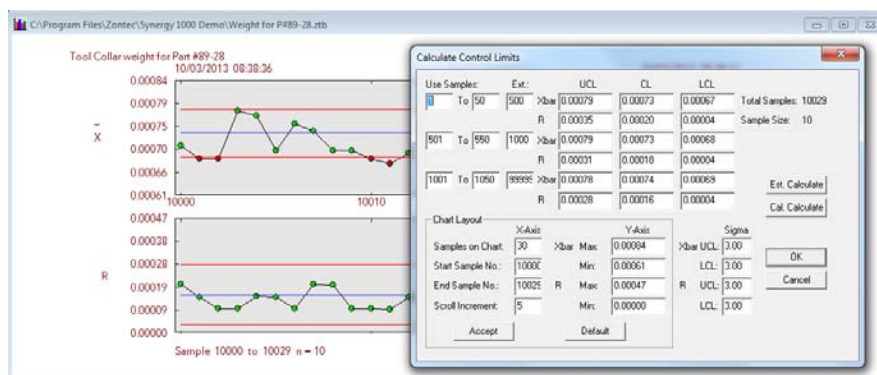 C:\Program Files\Zontec\Synergy 1000 Demo\Weight for P#89-28.ztb
Tool Collar weight for Part #89-28
10/03/2013 08:38:36
X
0.00084
0.00079
0.00075
0.00070
0.00066
0.00061
10000
10010
R
0.00047
0.00038
0.00028
0.00019
0.00009
0.00000
Sample 10000 to 10029 n = 10
Calculate Control Limits
Use Samples: Ext.: UCL CL LCL
1 To 50 500 Xbar 0.00079 0.00073 0.00067 Total Samples: 10029
R 0.00035 0.00020 0.00004 Sample Size: 10
501 To 550 1000 Xbar 0.00079 0.00073 0.00068
R 0.00031 0.00018 0.00004
1001 To 1050 99999 Xbar 0.00078 0.00074 0.00069
R 0.00028 0.00016 0.00004
Est. Calculate
Cal. Calculate
Chart Layout
X-Axis Y-Axis Sigma
Samples on Chart: 30 Xbar Max: 0.00084 Xbar UCL: 3.00
Start Sample No.: 1000 Min: 0.00061 LCL: 3.00
End Sample No.: 10029 R Max: 0.00047 R UCL: 3.00
Scroll Increment: 5 Min: 0.00000 LCL: 3.00
OK
Cancel
Accept Default